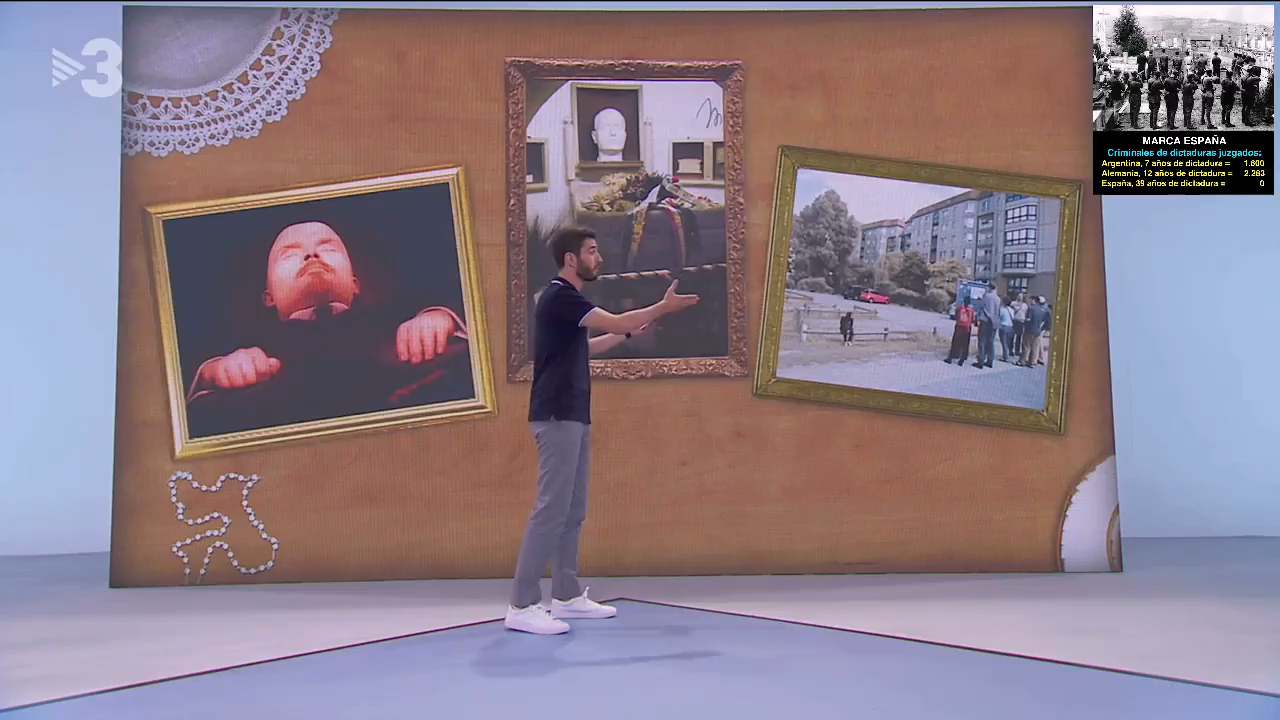 3
MARCA ESPAÑA
Criminales de dictaduras juzgados:
Argentina, 7 años de dictadura = 1.600
Alemania, 12 años de dictadura = 2.280
España, 39 años de dictadura = 0